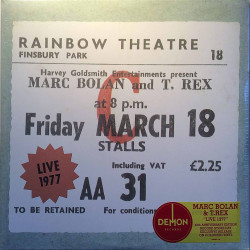 RAINBOW THEATRE
FINSBURY PARK 18
Harvey Goldsmith Entertainments present
MARC BOLAN and T. REX
at 8 p.m.
C
Friday MARCH 18
STALLS
LIVE
1977
Including VAT
AA 31 £2.25
TO BE RETAINED For conditions
DEMON
RECORDS
MARC BOLAN
& T.REX
'LIVE 1977'